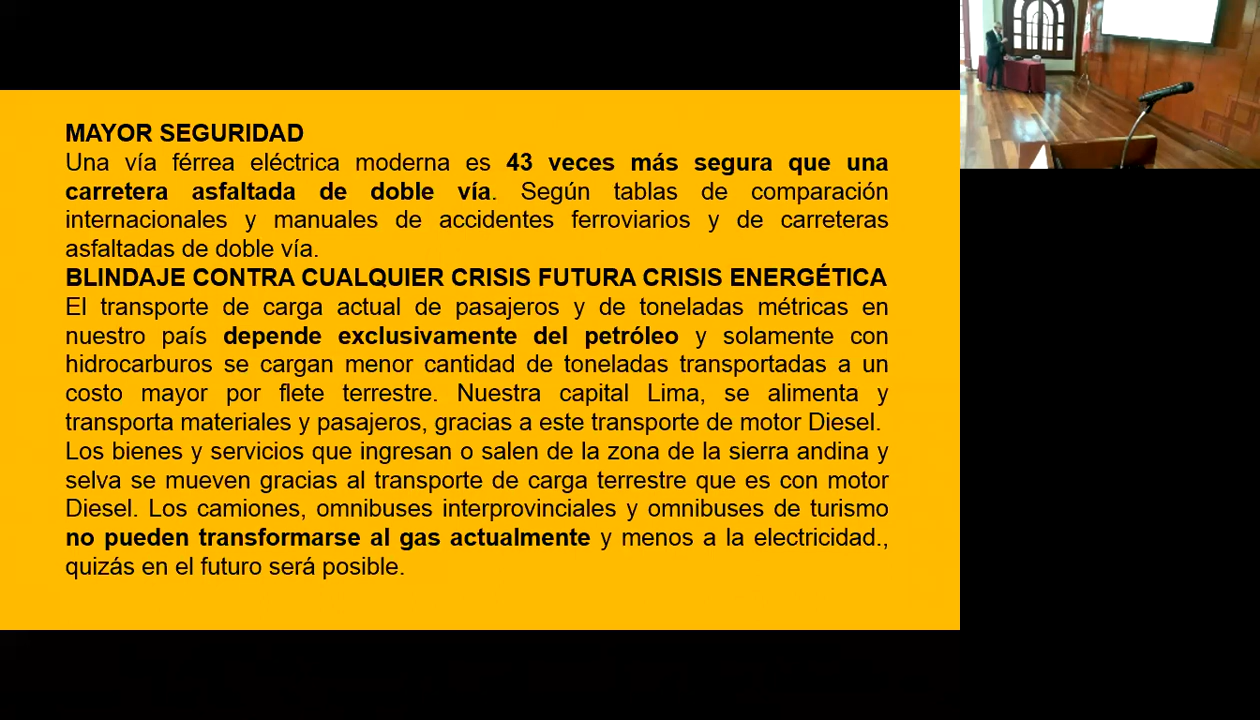 MAYOR SEGURIDAD
Una vía férrea eléctrica moderna es 43 veces más segura que una
carretera asfaltada de doble vía. Según tablas de comparación
internacionales y manuales de accidentes ferroviarios y de carreteras
asfaltadas de doble vía.
BLINDAJE CONTRA CUALQUIER CRISIS FUTURA CRISIS ENERGÉTICA
El transporte de carga actual de pasajeros y de toneladas métricas en
nuestro país depende exclusivamente del petróleo y solamente con
hidrocarburos se cargan menor cantidad de toneladas transportadas a un
costo mayor por flete terrestre. Nuestra capital Lima, se alimenta y
transporta materiales y pasajeros, gracias a este transporte de motor Diesel.
Los bienes y servicios que ingresan o salen de la zona de la sierra andina y
selva se mueven gracias al transporte de carga terrestre que es con motor
Diesel. Los camiones, omnibuses interprovinciales y omnibuses de turismo
no pueden transformarse al gas actualmente y menos a la electricidad.,
quizás en el futuro será posible.